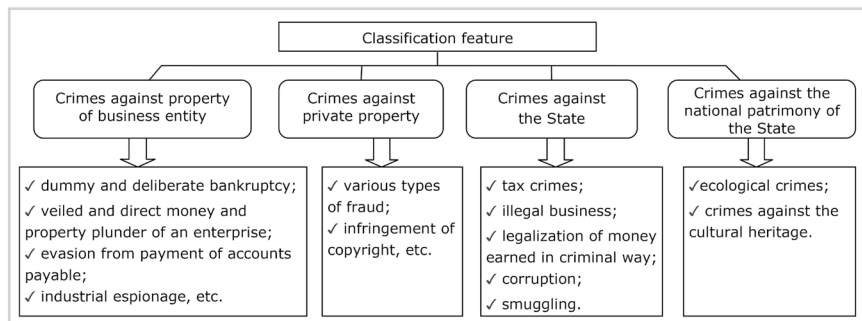 Classification feature
Crimes against property
of business entity
Crimes against
private property
Crimes against
the State
Crimes against the
national patrimony of
the State
✓ dummy and deliberate bankruptcy;
✓ veiled and direct money and
property plunder of an enterprise;
✓ evasion from payment of accounts
payable;
✓ industrial espionage, etc.
✓ various types
of fraud;
✓ infringement of
copyright, etc.
✓ tax crimes;
✓ illegal business;
✓ legalization of money
earned in criminal way;
✓ corruption;
✓ smuggling.
✓ecological crimes;
✓ crimes against the
cultural heritage.